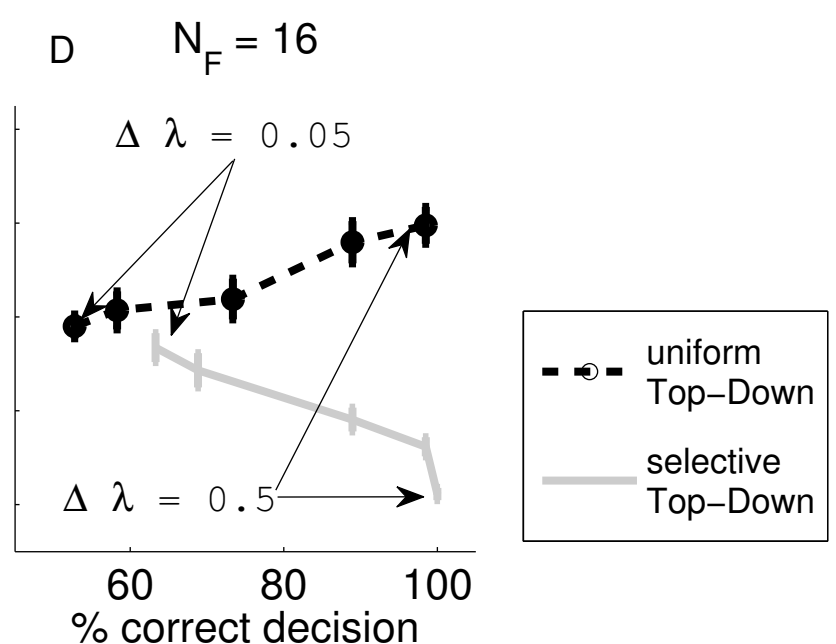 D
N_F = 16
Δ λ = 0.05
Δ λ = 0.5
60 80 100
% correct decision
uniform
Top−Down
selective
Top−Down